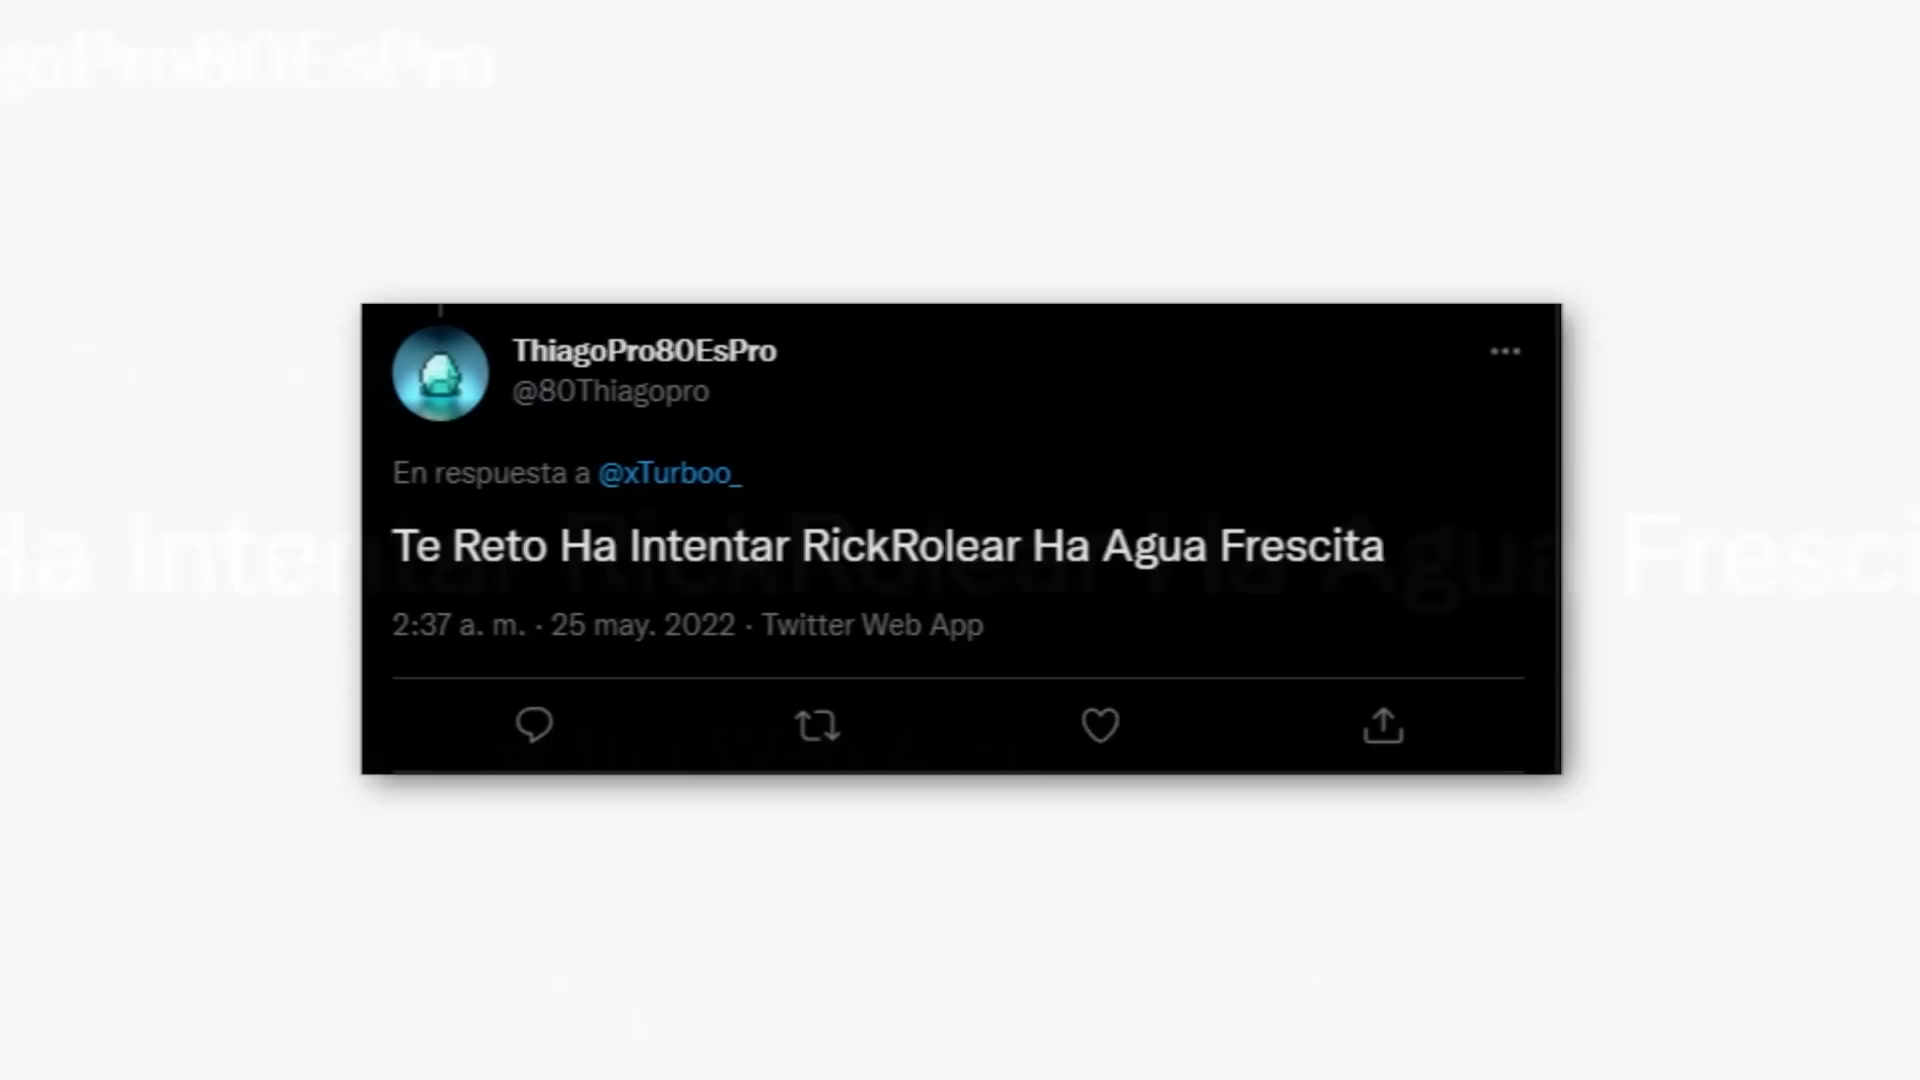 ThiagoPro80EsPro
@80Thiagopro
En respuesta a @xTurboo_
Te Reto Ha Intentar RickRolear Ha Agua Frescita
2:37 a. m. · 25 may. 2022 · Twitter Web App